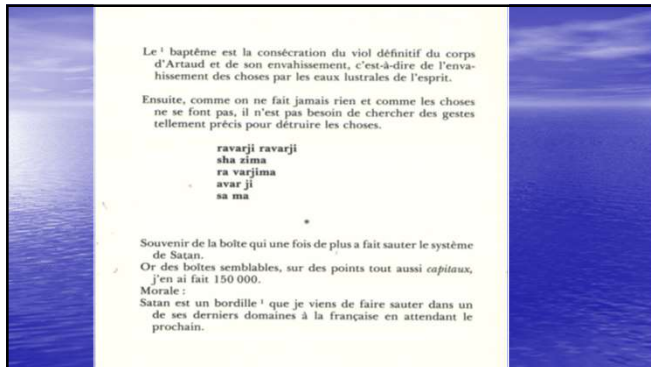 Le ¹ baptême est la consécration du viol définitif du corps
d'Artaud et de son envahissement, c'est-à-dire de l'enva-
hissement des choses par les eaux lustrales de l'esprit.
Ensuite, comme on ne fait jamais rien et comme les choses
ne se font pas, il n'est pas besoin de chercher des gestes
tellement précis pour détruire les choses.
ravarji ravarji
sha zima
ra varjima
avar ji
sa ma
*
Souvenir de la boîte qui une fois de plus a fait sauter le système
de Satan.
Or des boîtes semblables, sur des points tout aussi capitaux,
j'en ai fait 150 000.
Morale :
Satan est un bordille ¹ que je viens de faire sauter dans un
de ses derniers domaines à la française en attendant le
prochain.